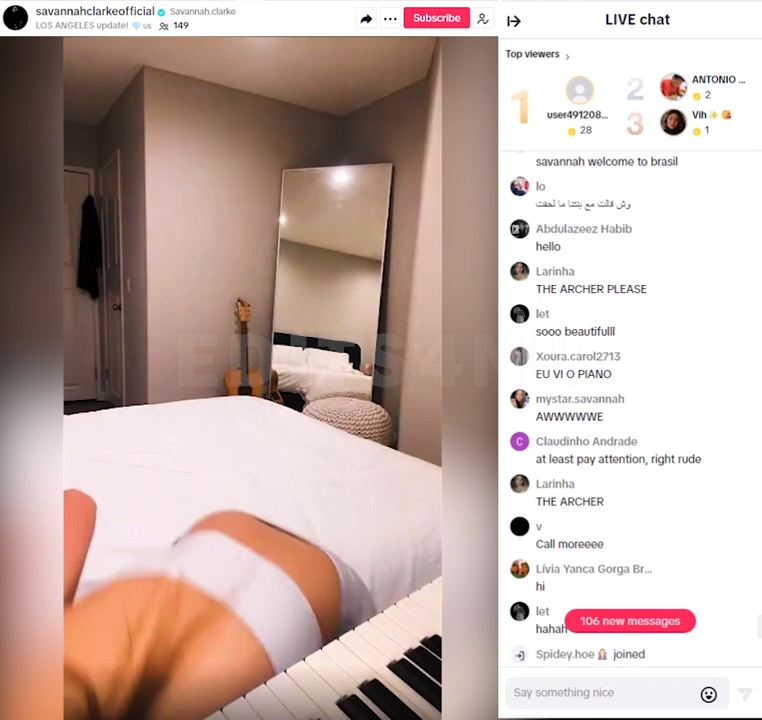 savannahclarkeofficial Savannah.clarke
LOS ANGELES update! 🩵us 149
Subscribe
LIVE chat
Top viewers
1
user491208...
28
2
ANTONIO ...
2
3
Vih✨ 😘
1
savannah welcome to brasil
lo
وش قالت مع بنتنا ما لحقت
Abdulazeez Habib
hello
Larinha
THE ARCHER PLEASE
let
sooo beautifulll
Xoura.carol2713
EU VI O PIANO
mystar.savannah
AWWWWWE
C
Claudinho Andrade
at least pay attention, right rude
Larinha
THE ARCHER
v
Call moreeee
Lívia Yanca Gorga Br...
hi
let
hahah
106 new messages
Spidey.hoe joined
Say something nice